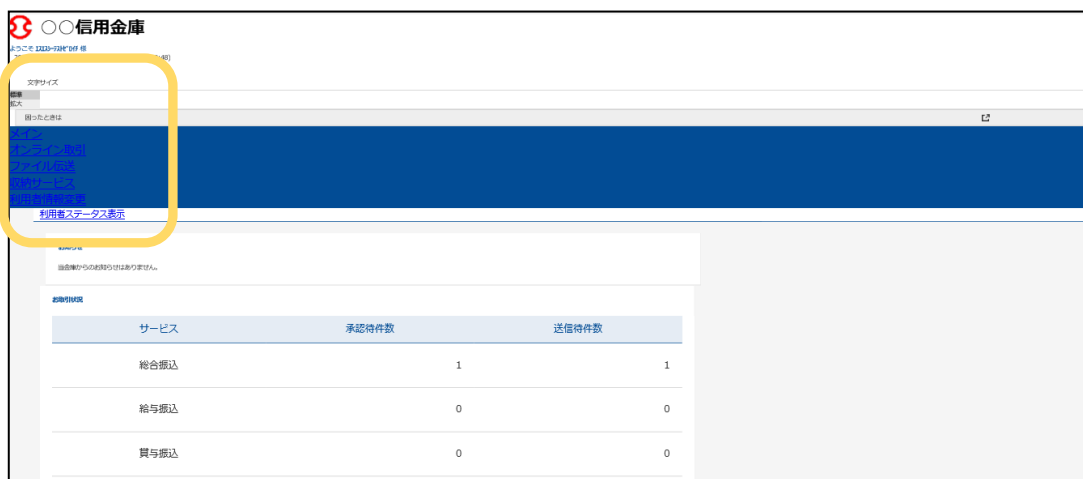 ○○信用金庫
ようこそ 様
文字サイズ
標準
拡大
困ったときは
メイン
オンライン取引
ファイル伝送
収納サービス
利用者情報変更
利用者ステータス表示
お知らせ
当金庫からのお知らせはありません。
お取引状況
サービス 承認待件数 送信待件数
総合振込 1 1
給与振込 0 0
賞与振込 0 0